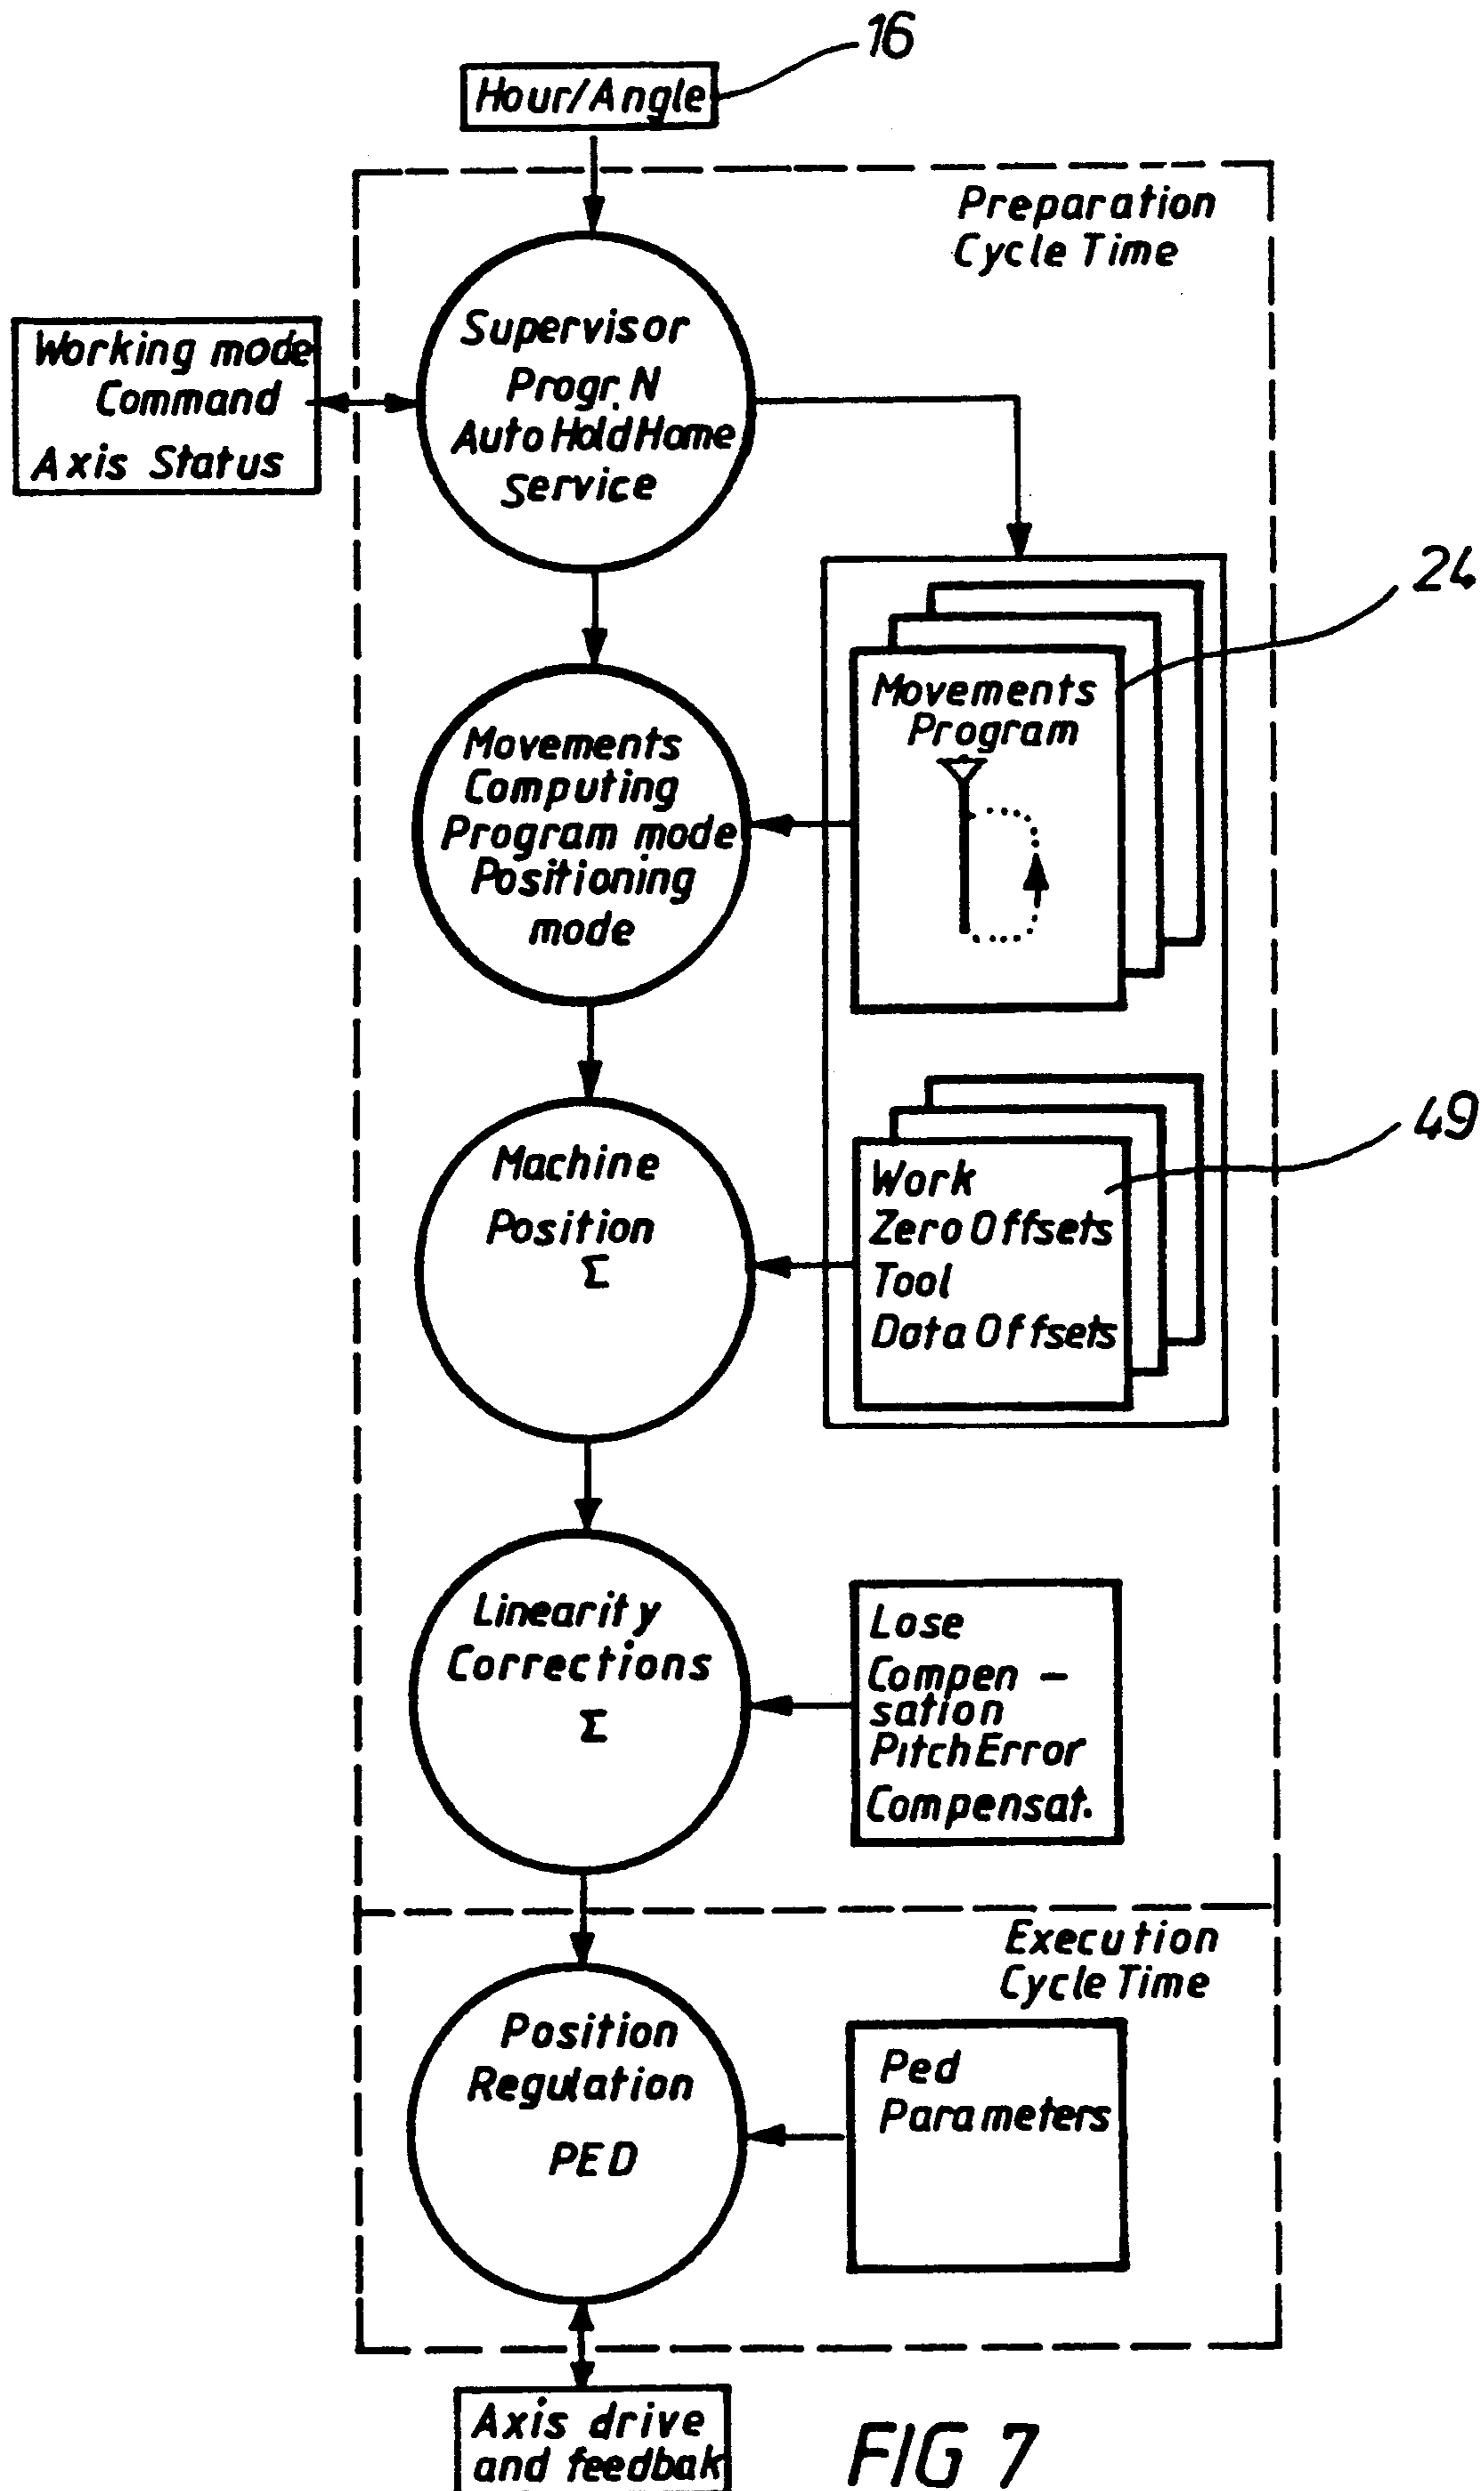 16
Hour/Angle
Preparation
Cycle Time
Working mode
Command
Axis Status
Supervisor
Progr. N
Auto Hold Home
Service
24
Movements
Program
Movements
Computing
Program mode
Positioning
mode
49
Machine
Position
Σ
Work
Zero Offsets
Tool
Data Offsets
Linearity
Corrections
Σ
Lose
Compen -
sation
Pitch Error
Compensat.
Execution
Cycle Time
Position
Regulation
PED
Ped
Parameters
Axis drive
and feedbak
FIG 7